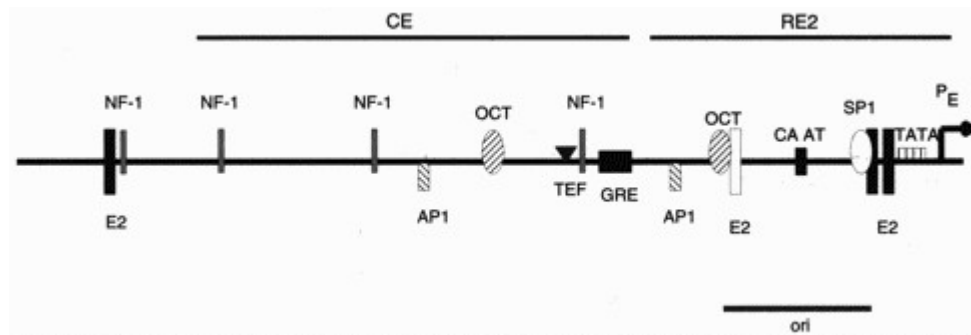 CE RE2
NF-1 NF-1 NF-1 OCT NF-1 OCT CA AT SP1 TATA PE
E2 AP1 TEF GRE AP1 E2 E2
ori